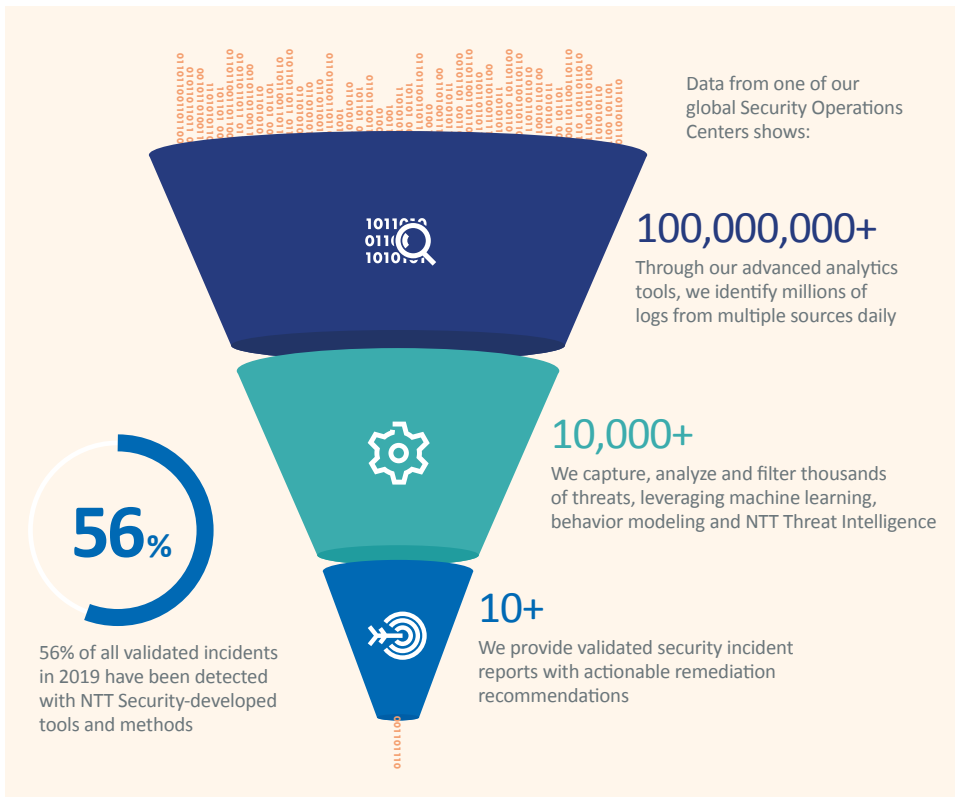 Data from one of our
global Security Operations
Centers shows:
100,000,000+
Through our advanced analytics
tools, we identify millions of
logs from multiple sources daily
10,000+
We capture, analyze and filter thousands
of threats, leveraging machine learning,
behavior modeling and NTT Threat Intelligence
56%
56% of all validated incidents
in 2019 have been detected
with NTT Security-developed
tools and methods
10+
We provide validated security incident
reports with actionable remediation
recommendations